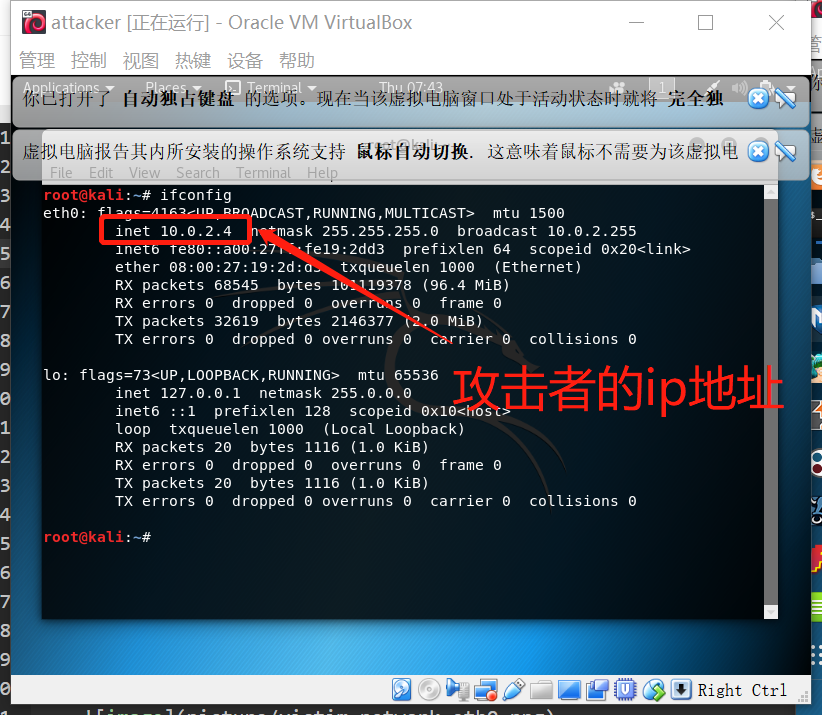 attacker [正在运行] - Oracle VM VirtualBox
管理 控制 视图 热键 设备 帮助
Applications Places Terminal Thu 07:43 1
你已打开了 自动独占键盘 的选项。现在当该虚拟电脑窗口处于活动状态时就将 完全独
虚拟电脑报告其内所安装的操作系统支持 鼠标自动切换. 这意味着鼠标不需要为该虚拟电
File Edit View Search Terminal Help
root@kali:~# ifconfig
eth0: flags=4163<UP,BROADCAST,RUNNING,MULTICAST> mtu 1500
inet 10.0.2.4 netmask 255.255.255.0 broadcast 10.0.2.255
inet6 fe80::a00:27ff:fe19:2dd3 prefixlen 64 scopeid 0x20<link>
ether 08:00:27:19:2d:d3 txqueuelen 1000 (Ethernet)
RX packets 68545 bytes 101119378 (96.4 MiB)
RX errors 0 dropped 0 overruns 0 frame 0
TX packets 32619 bytes 2146377 (2.0 MiB)
TX errors 0 dropped 0 overruns 0 carrier 0 collisions 0
lo: flags=73<UP,LOOPBACK,RUNNING> mtu 65536
inet 127.0.0.1 netmask 255.0.0.0
inet6 ::1 prefixlen 128 scopeid 0x10<host>
loop txqueuelen 1000 (Local Loopback)
RX packets 20 bytes 1116 (1.0 KiB)
RX errors 0 dropped 0 overruns 0 frame 0
TX packets 20 bytes 1116 (1.0 KiB)
TX errors 0 dropped 0 overruns 0 carrier 0 collisions 0
攻击者的ip地址
root@kali:~#
Right Ctrl